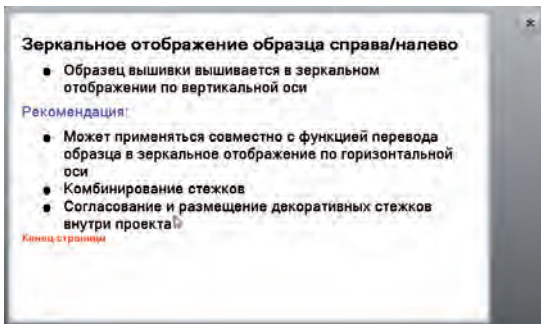 Зеркальное отображение образца справа/налево
● Образец вышивки вышивается в зеркальном
отображении по вертикальной оси
Рекомендация:
● Может применяться совместно с функцией перевода
образца в зеркальное отображение по горизонтальной
оси
● Комбинирование стежков
● Согласование и размещение декоративных стежков
внутри проекта
Конец страницы